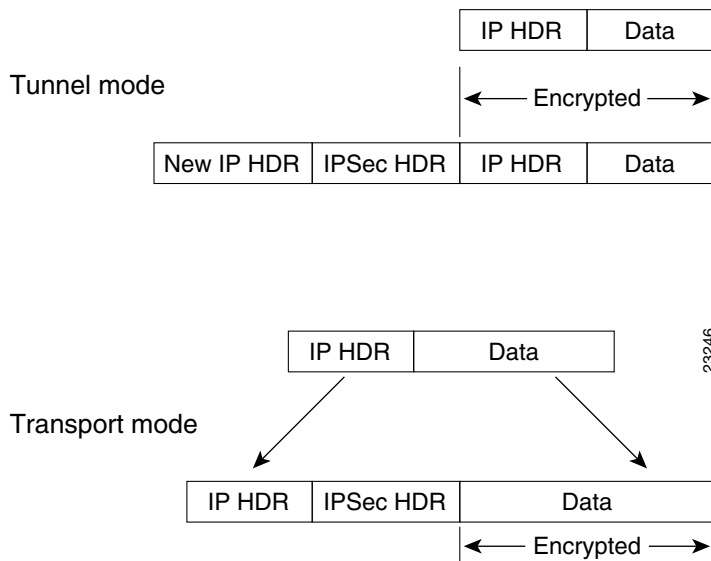 IP HDR Data
Tunnel mode
Encrypted
New IP HDR IPSec HDR IP HDR Data
IP HDR Data
23246
Transport mode
IP HDR IPSec HDR Data
Encrypted